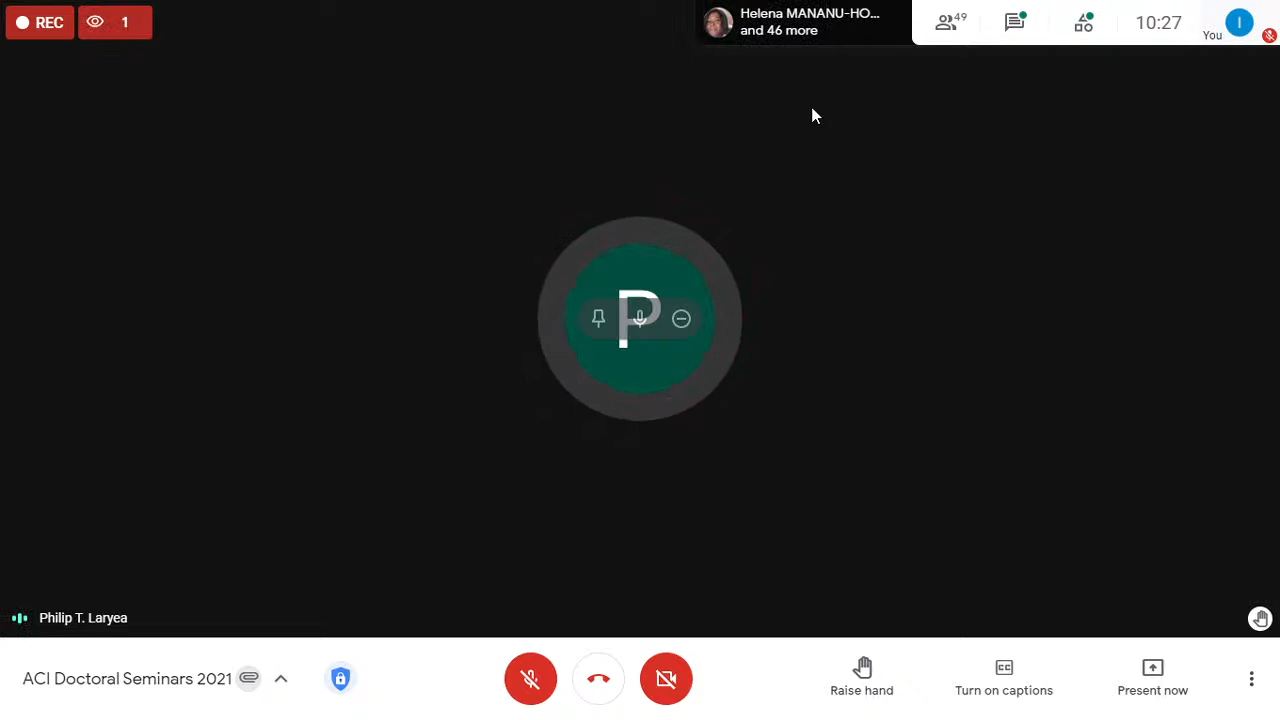 REC
1
Helena MANANU-HO...
and 46 more
49
10:27
You
I
P
Philip T. Laryea
ACI Doctoral Seminars 2021
Raise hand
CC
Turn on captions
Present now